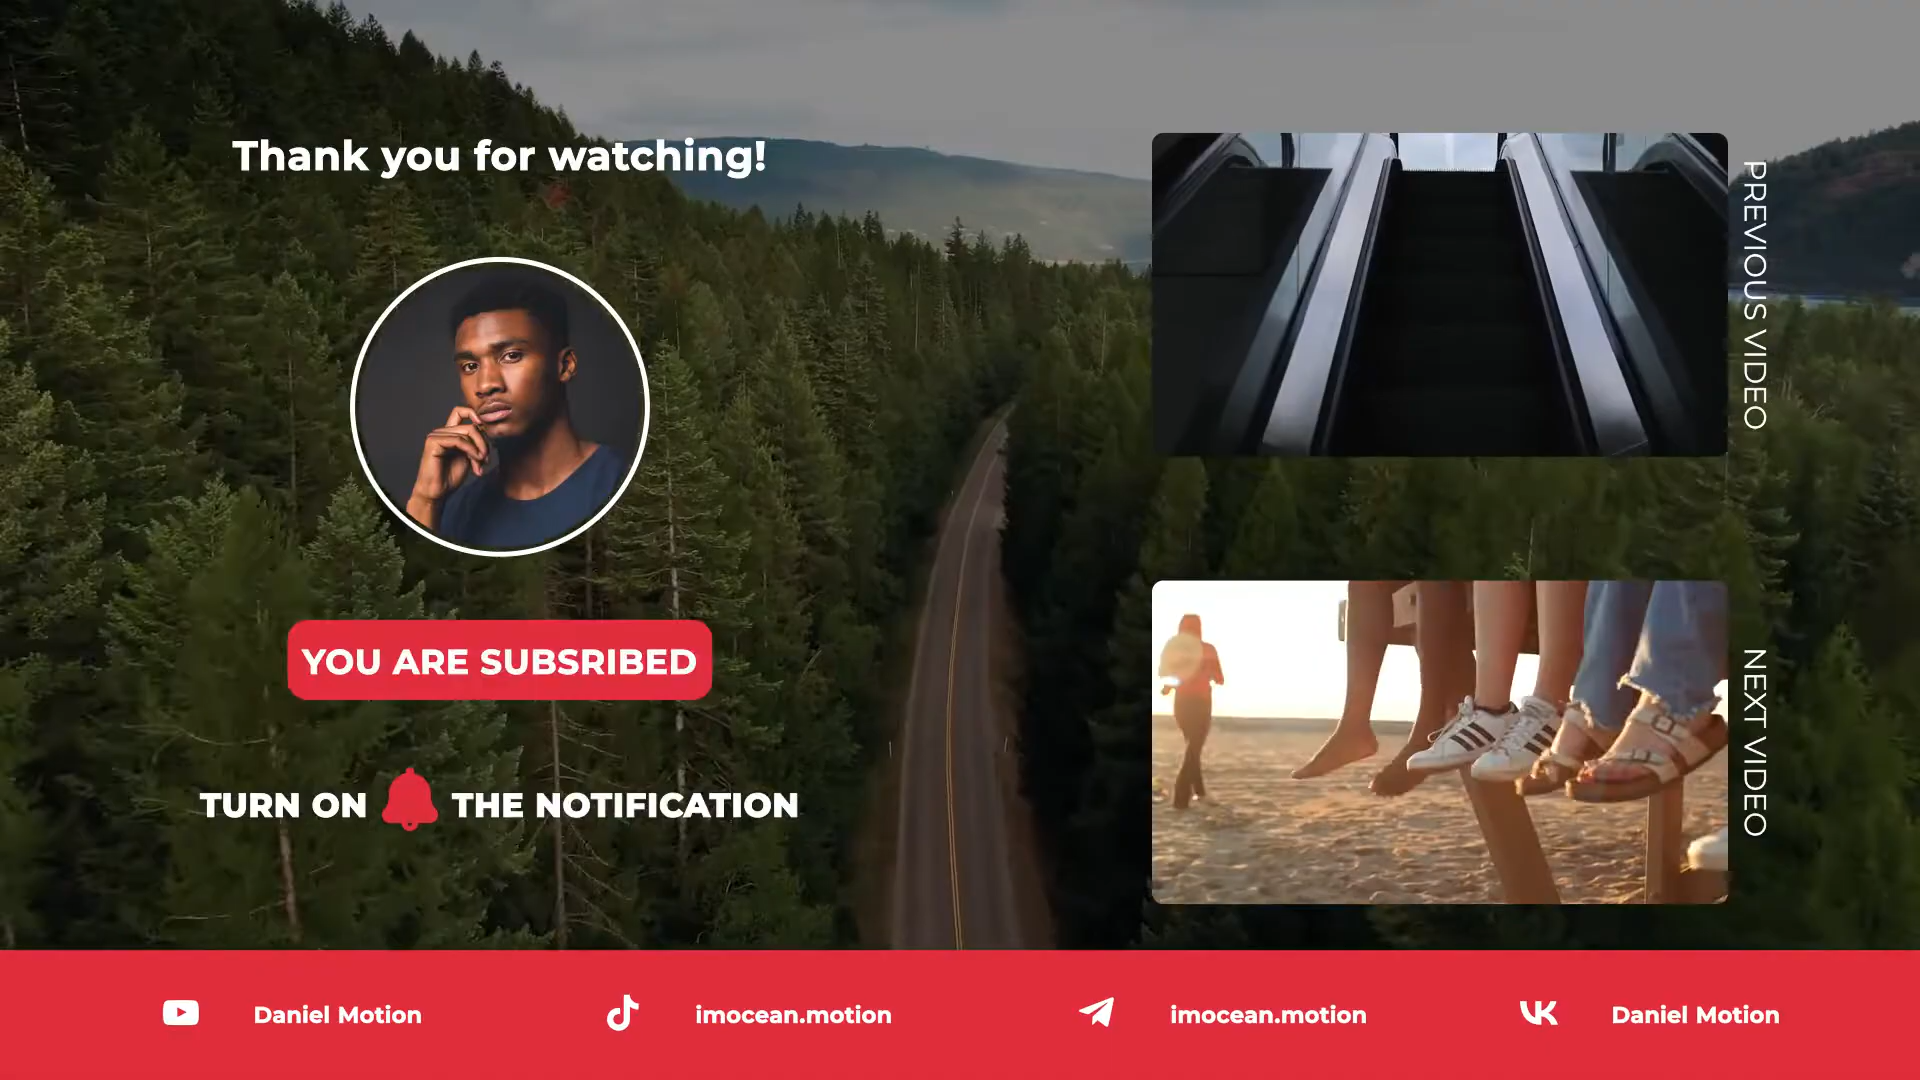 Thank you for watching!
YOU ARE SUBSRIBED
TURN ON THE NOTIFICATION
PREVIOUS VIDEO
NEXT VIDEO
Daniel Motion
imocean.motion
imocean.motion
Daniel Motion